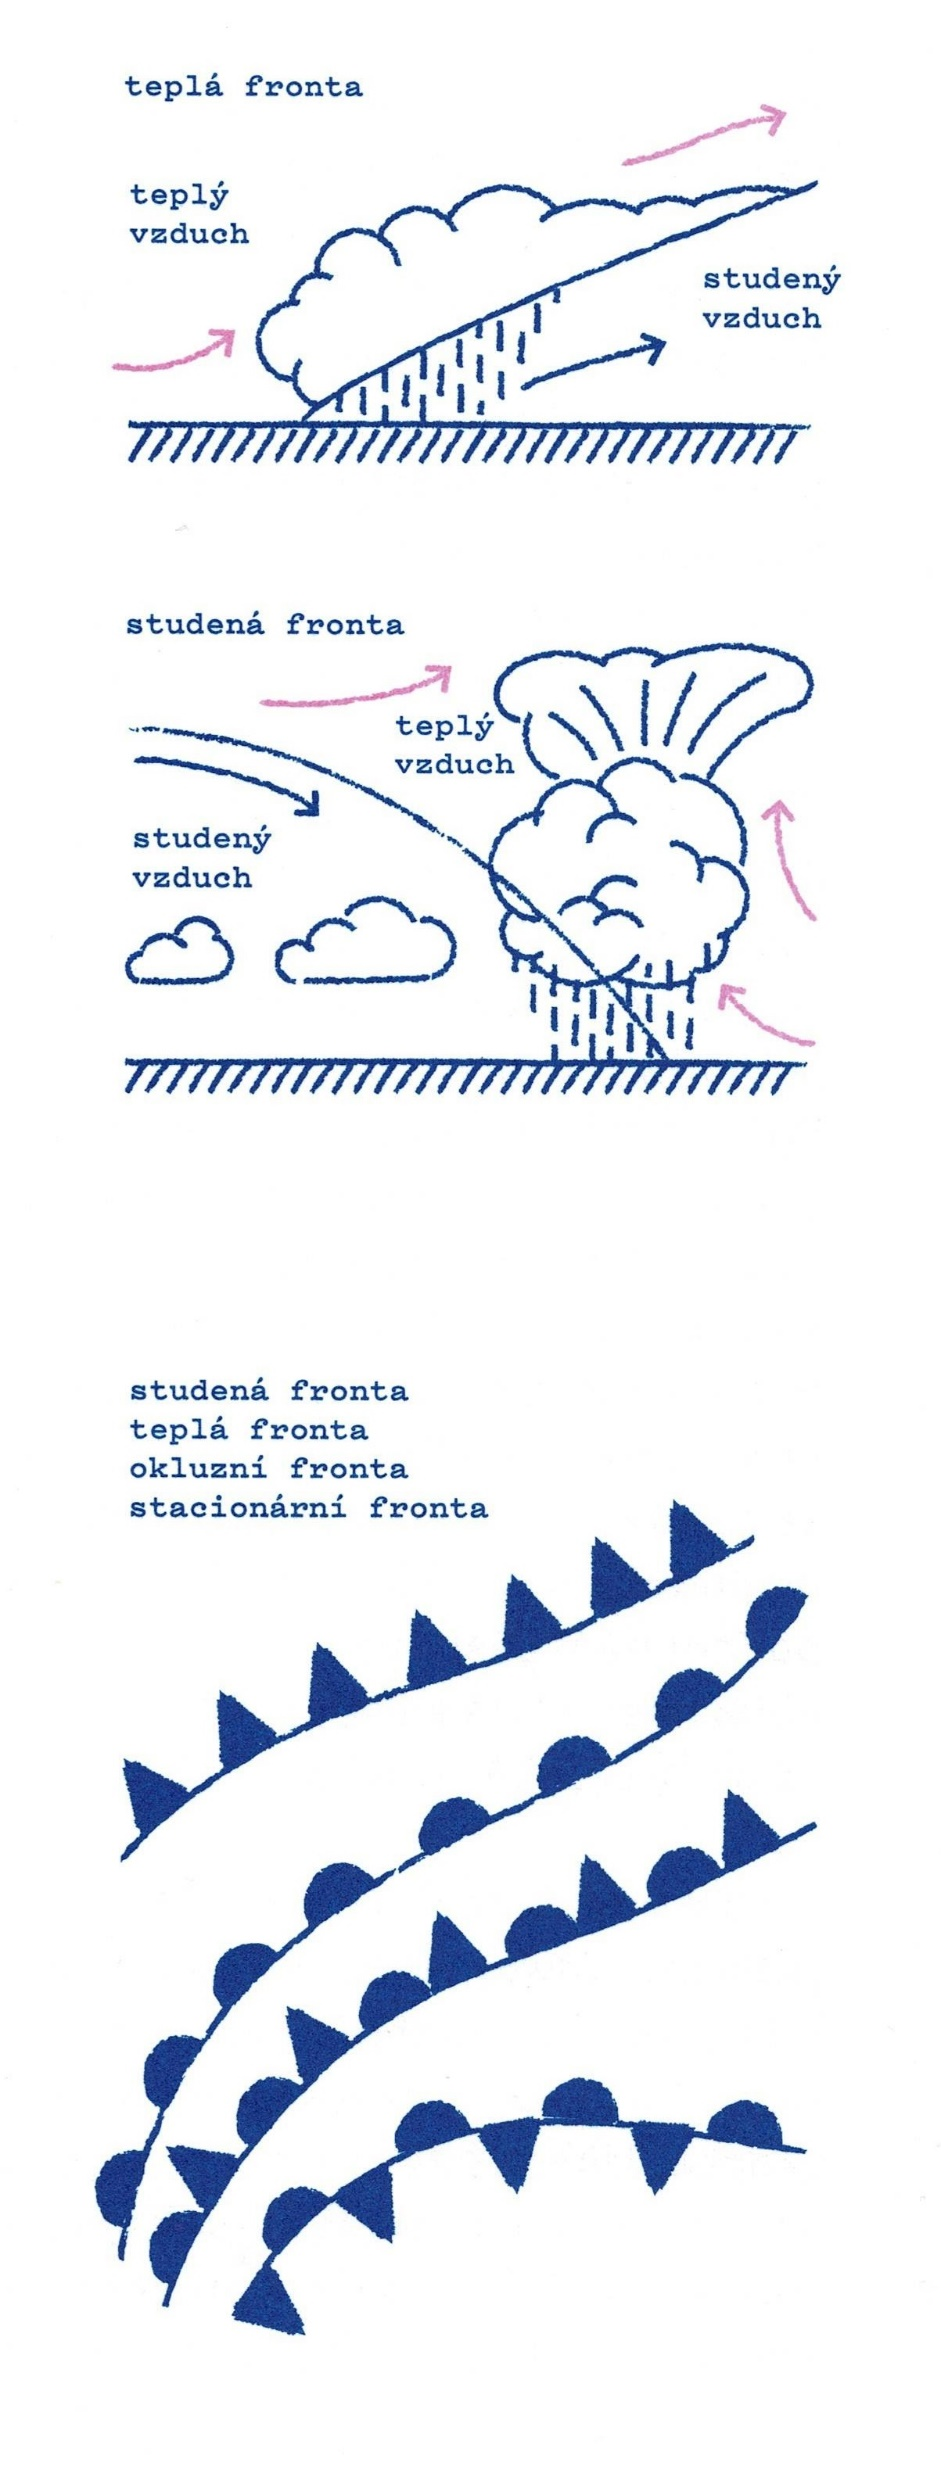 teplá fronta
teplý
vzduch
studený
vzduch
studená fronta
teplý
vzduch
studený
vzduch
studená fronta
teplá fronta
okluzní fronta
stacionární fronta